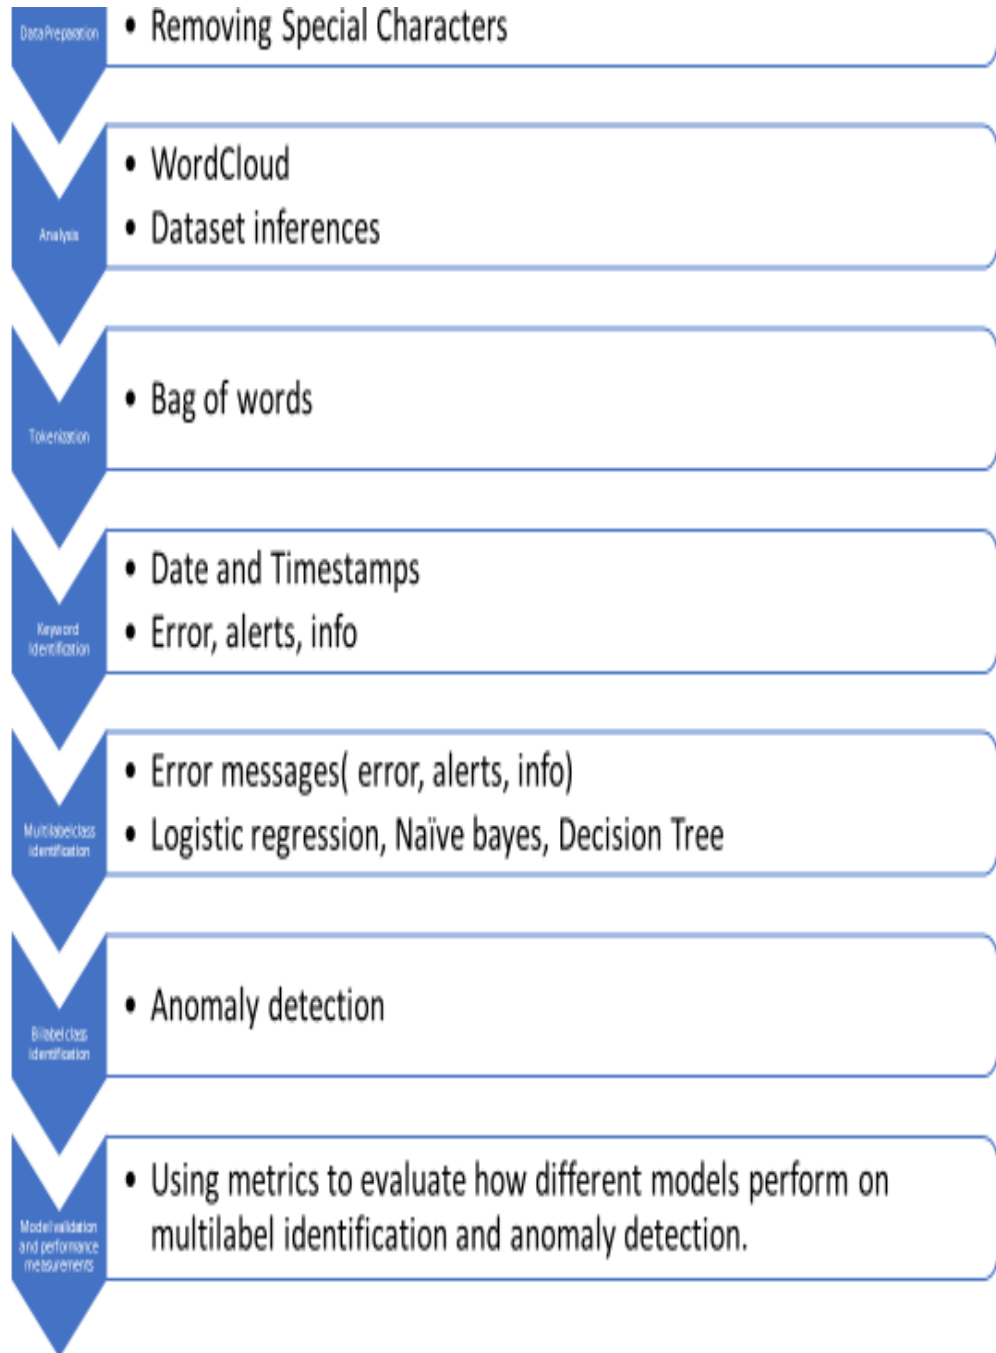 Data Preparation
• Removing Special Characters
Analysis
• WordCloud
• Dataset inferences
Tokenization
• Bag of words
Keyword
Identification
• Date and Timestamps
• Error, alerts, info
Multilabel class
identification
• Error messages( error, alerts, info)
• Logistic regression, Naïve bayes, Decision Tree
Bilabel class
identification
• Anomaly detection
Model validation
and performance
measurements
• Using metrics to evaluate how different models perform on
multilabel identification and anomaly detection.